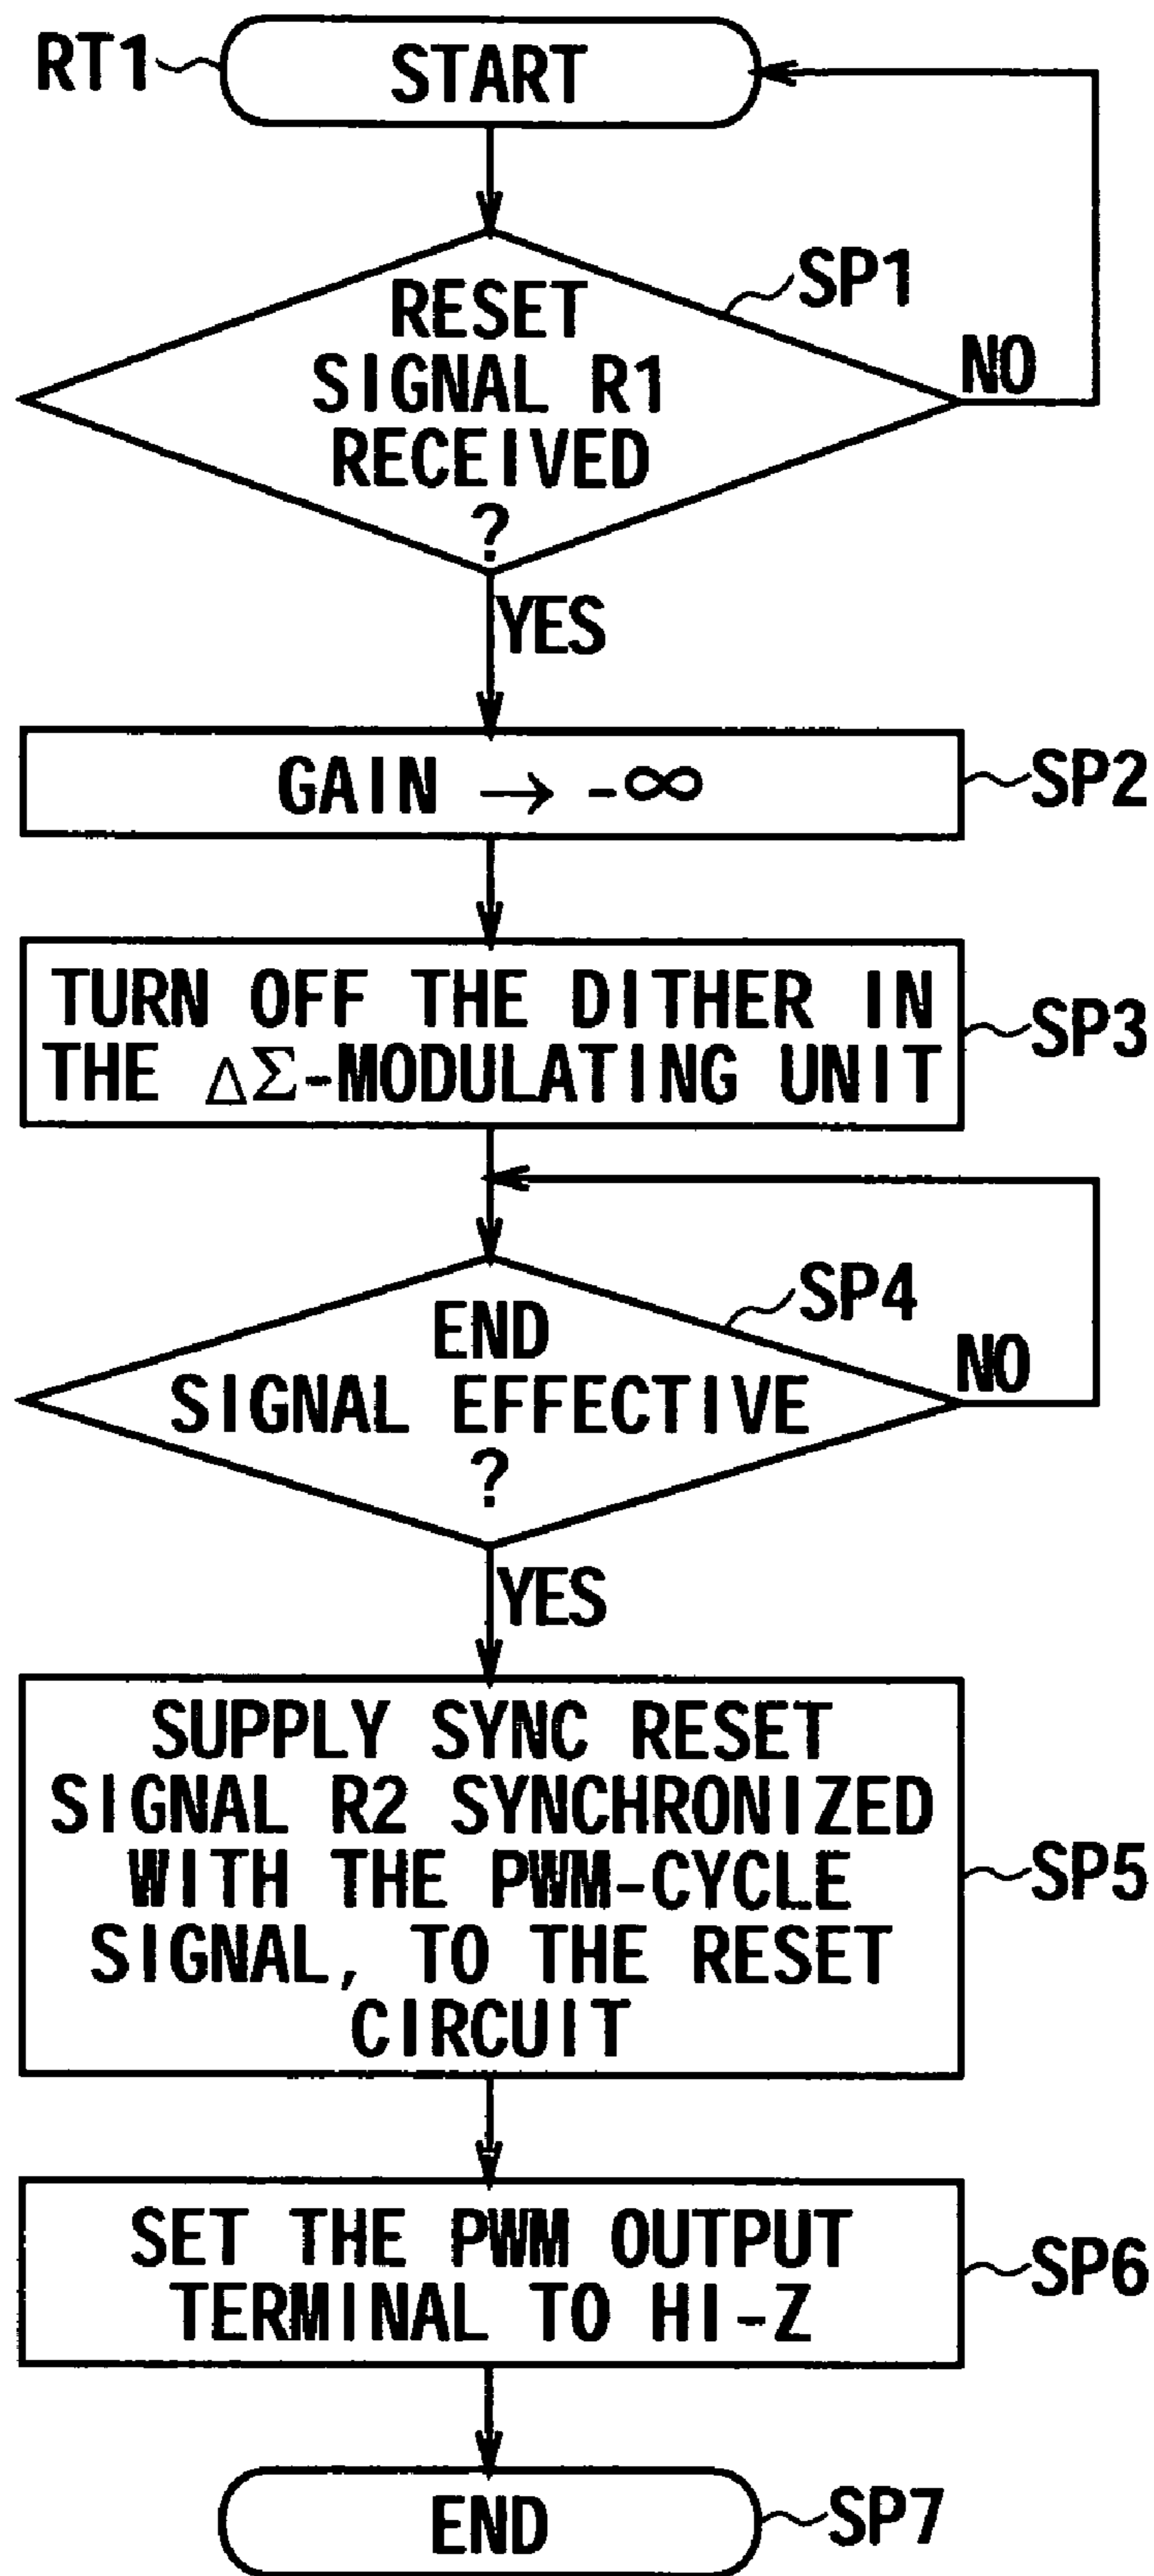 RT1
START
SP1
RESET
SIGNAL R1
RECEIVED
?
NO
YES
GAIN → -∞
SP2
TURN OFF THE DITHER IN
THE ΔΣ-MODULATING UNIT
SP3
SP4
END
SIGNAL EFFECTIVE
?
NO
YES
SUPPLY SYNC RESET
SIGNAL R2 SYNCHRONIZED
WITH THE PWM-CYCLE
SIGNAL, TO THE RESET
CIRCUIT
SP5
SET THE PWM OUTPUT
TERMINAL TO HI-Z
SP6
END
SP7